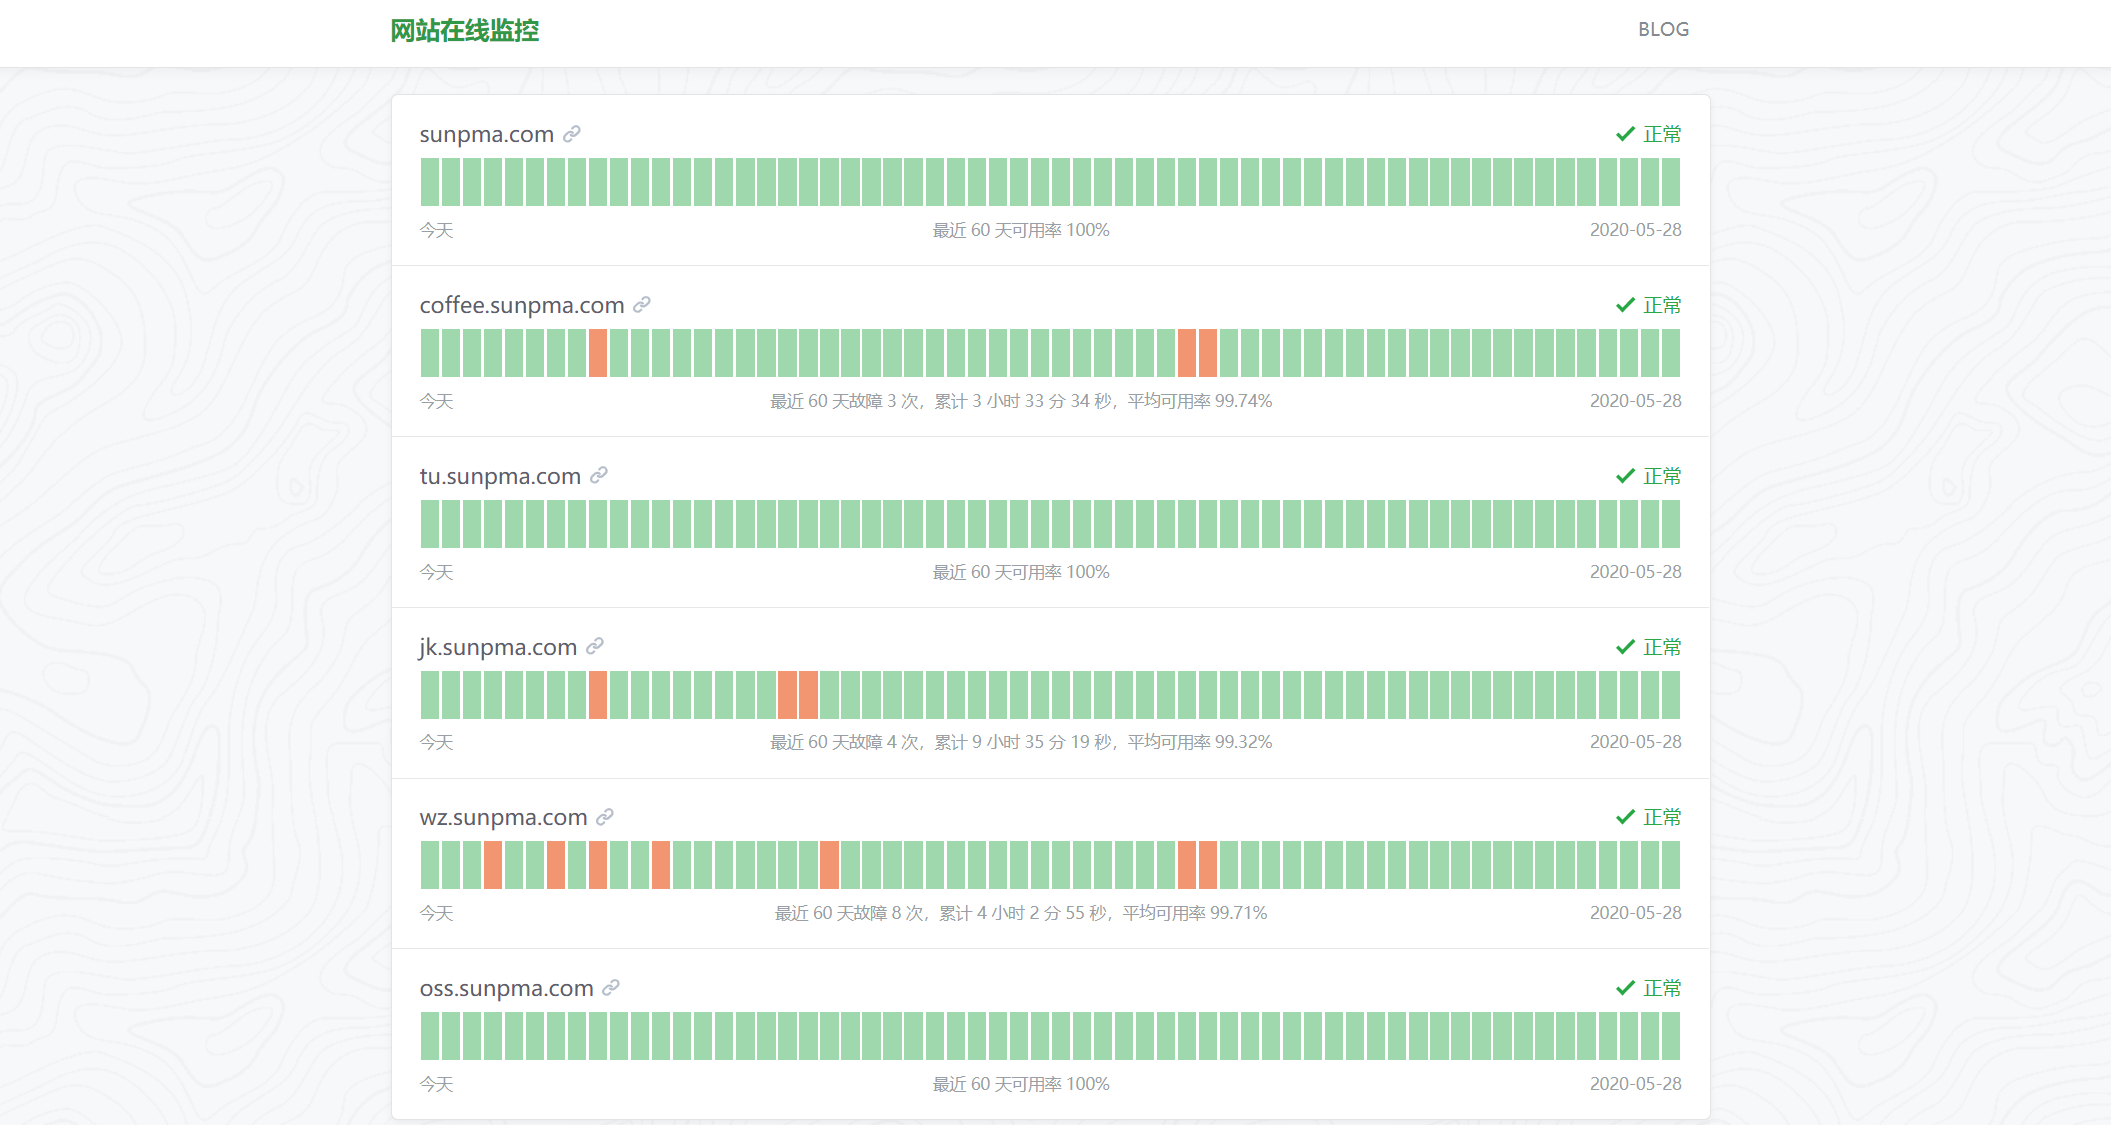 网站在线监控 BLOG
sunpma.com 正常
今天 最近 60 天可用率 100% 2020-05-28
coffee.sunpma.com 正常
今天 最近 60 天故障 3 次，累计 3 小时 33 分 34 秒，平均可用率 99.74% 2020-05-28
tu.sunpma.com 正常
今天 最近 60 天可用率 100% 2020-05-28
jk.sunpma.com 正常
今天 最近 60 天故障 4 次，累计 9 小时 35 分 19 秒，平均可用率 99.32% 2020-05-28
wz.sunpma.com 正常
今天 最近 60 天故障 8 次，累计 4 小时 2 分 55 秒，平均可用率 99.71% 2020-05-28
oss.sunpma.com 正常
今天 最近 60 天可用率 100% 2020-05-28